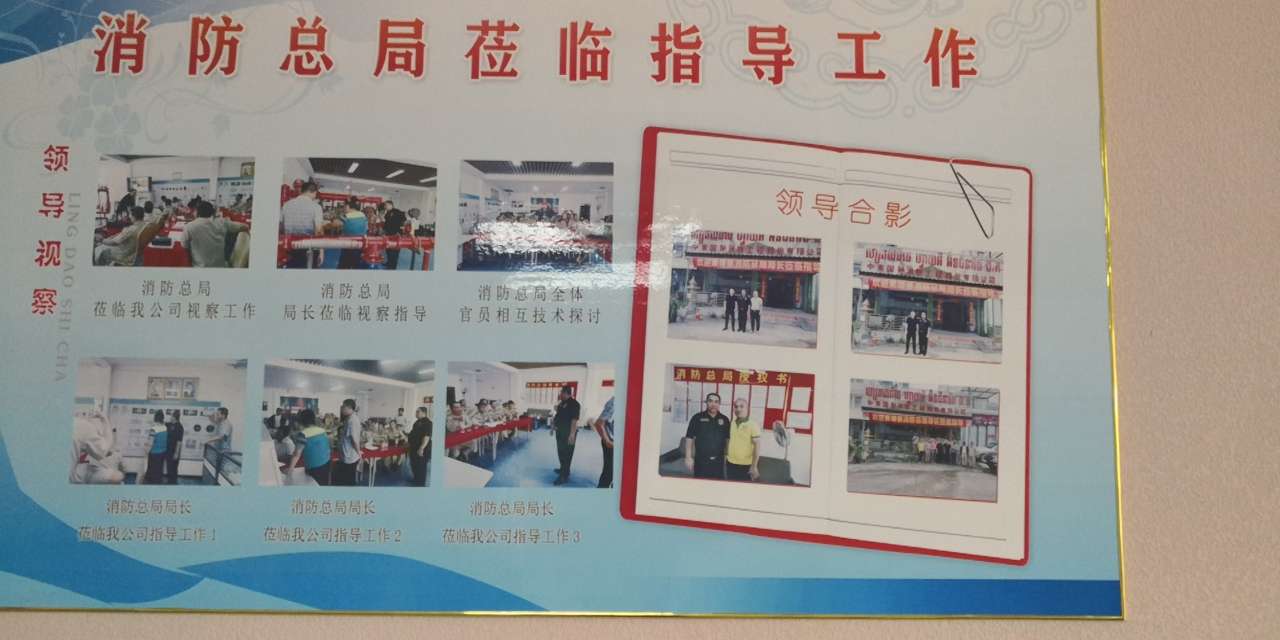 消防总局莅临指导工作
领导视察
LING DAO SHI CHA
消防总局
莅临我公司视察工作
消防总局
局长莅临视察指导
消防总局全体
官员相互技术探讨
消防总局局长
莅临我公司指导工作1
消防总局局长
莅临我公司指导工作2
消防总局局长
莅临我公司指导工作3
领导合影
消防总局授权书